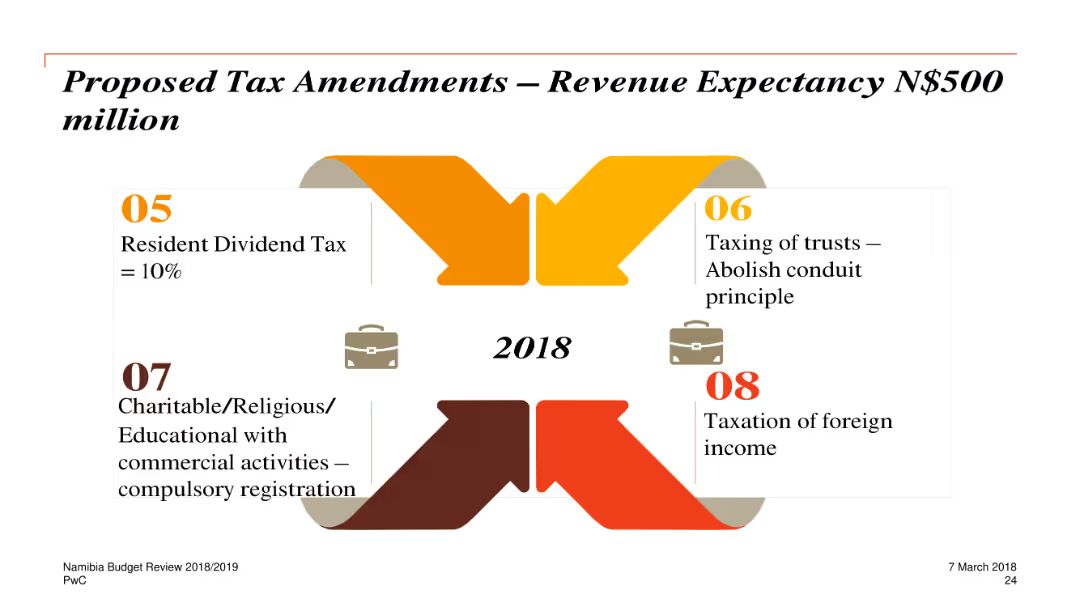 Proposed Tax Amendments – Revenue Expectancy N$500
million
05
Resident Dividend Tax
= 10%
06
Taxing of trusts –
Abolish conduit
principle
2018
07
Charitable/Religious/
Educational with
commercial activities –
compulsory registration
08
Taxation of foreign
income
Namibia Budget Review 2018/2019
PwC
7 March 2018
24